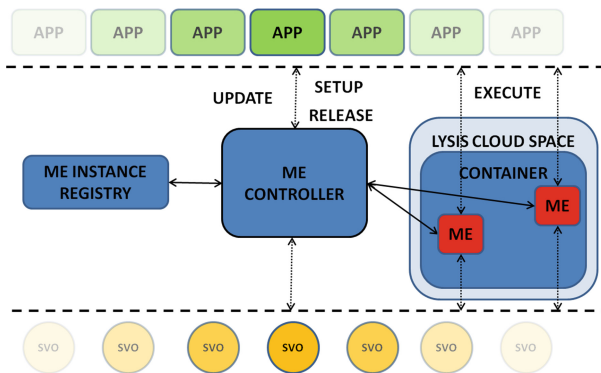 APP APP APP APP APP APP APP
UPDATE
SETUP
RELEASE
EXECUTE
LYSIS CLOUD SPACE
CONTAINER
ME INSTANCE
REGISTRY
ME
CONTROLLER
ME
ME
SVO SVO SVO SVO SVO SVO SVO